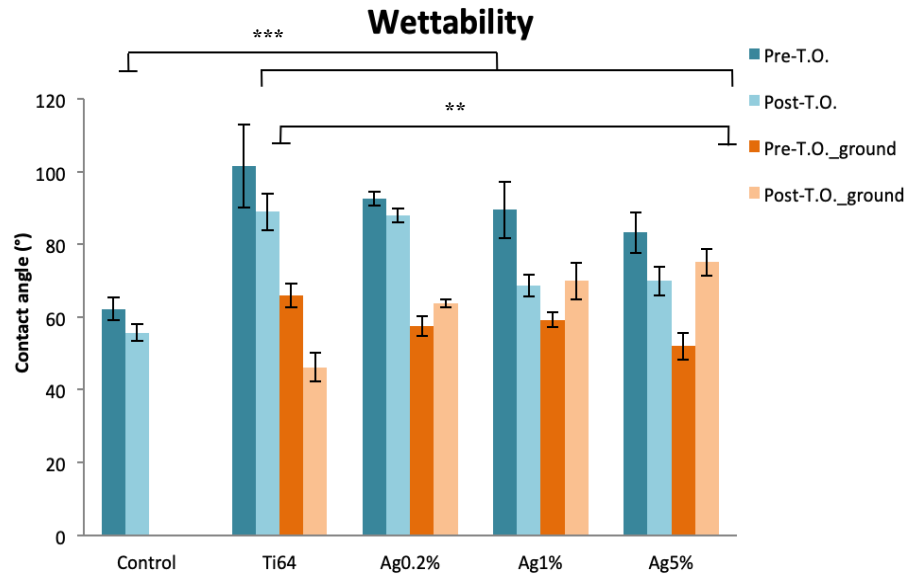 Wettability
***
**
Pre-T.O.
Post-T.O.
Pre-T.O._ground
Post-T.O._ground
Contact angle (°)
120
100
80
60
40
20
0
Control Ti64 Ag0.2% Ag1% Ag5%